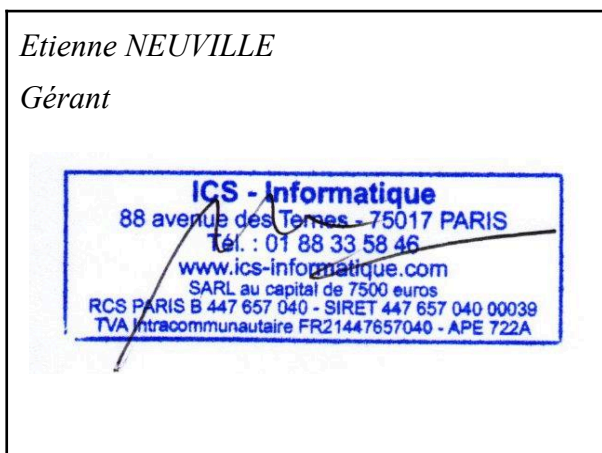 Etienne NEUVILLE
Gérant
ICS - Informatique
88 avenue des Ternes - 75017 PARIS
Tél. : 01 88 33 58 46
www.ics-informatique.com
SARL au capital de 7500 euros
RCS PARIS B 447 657 040 - SIRET 447 657 040 00039
TVA Intracommunautaire FR21447657040 - APE 722A